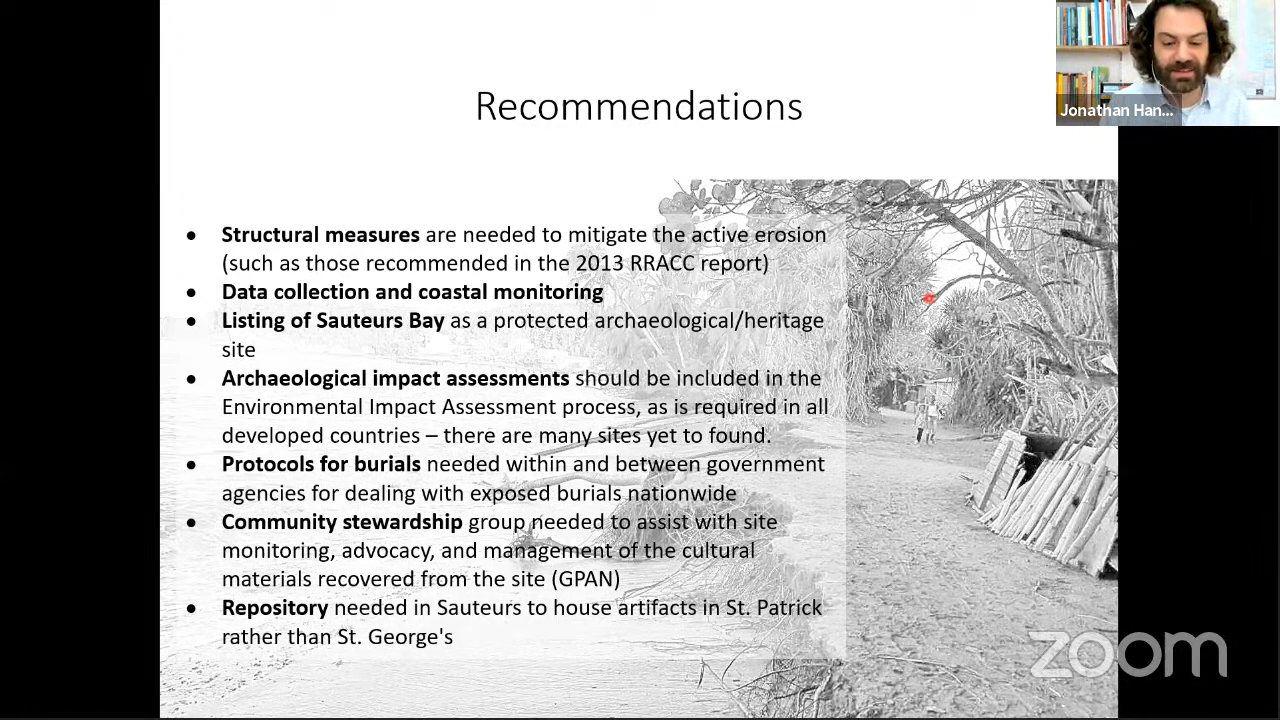 Recommendations
Jonathan Han...
• Structural measures are needed to mitigate the active erosion
(such as those recommended in the 2013 RRACC report)
• Data collection and coastal monitoring
• Listing of Sauteurs Bay as a protected archaeological/heritage
site
• Archaeological impact assessments should be included in the
Environmental Impact Assessment process, as is required in all
developed countries – there are many sites yet to found.
• Protocols for burials needed within and between government
agencies for dealing with exposed burials nationwide
• Community stewardship group needed to assist with site
monitoring, advocacy, and management of the cultural
materials recovered from the site (GPAN)
• Repository needed in Sauteurs to house artifacts in St. Patrick
rather than St. George's
zoom